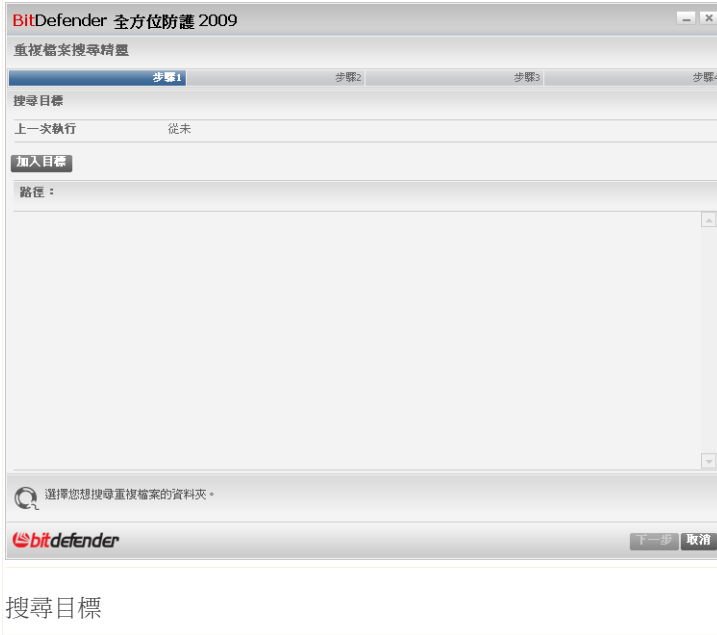 BitDefender 全方位防護 2009
重複檔案搜尋精靈
步驟1 步驟2 步驟3 步驟4
搜尋目標
上一次執行 從未
加入目標
路徑：
選擇您想搜尋重複檔案的資料夾。
bitdefender
下一步 取消
搜尋目標